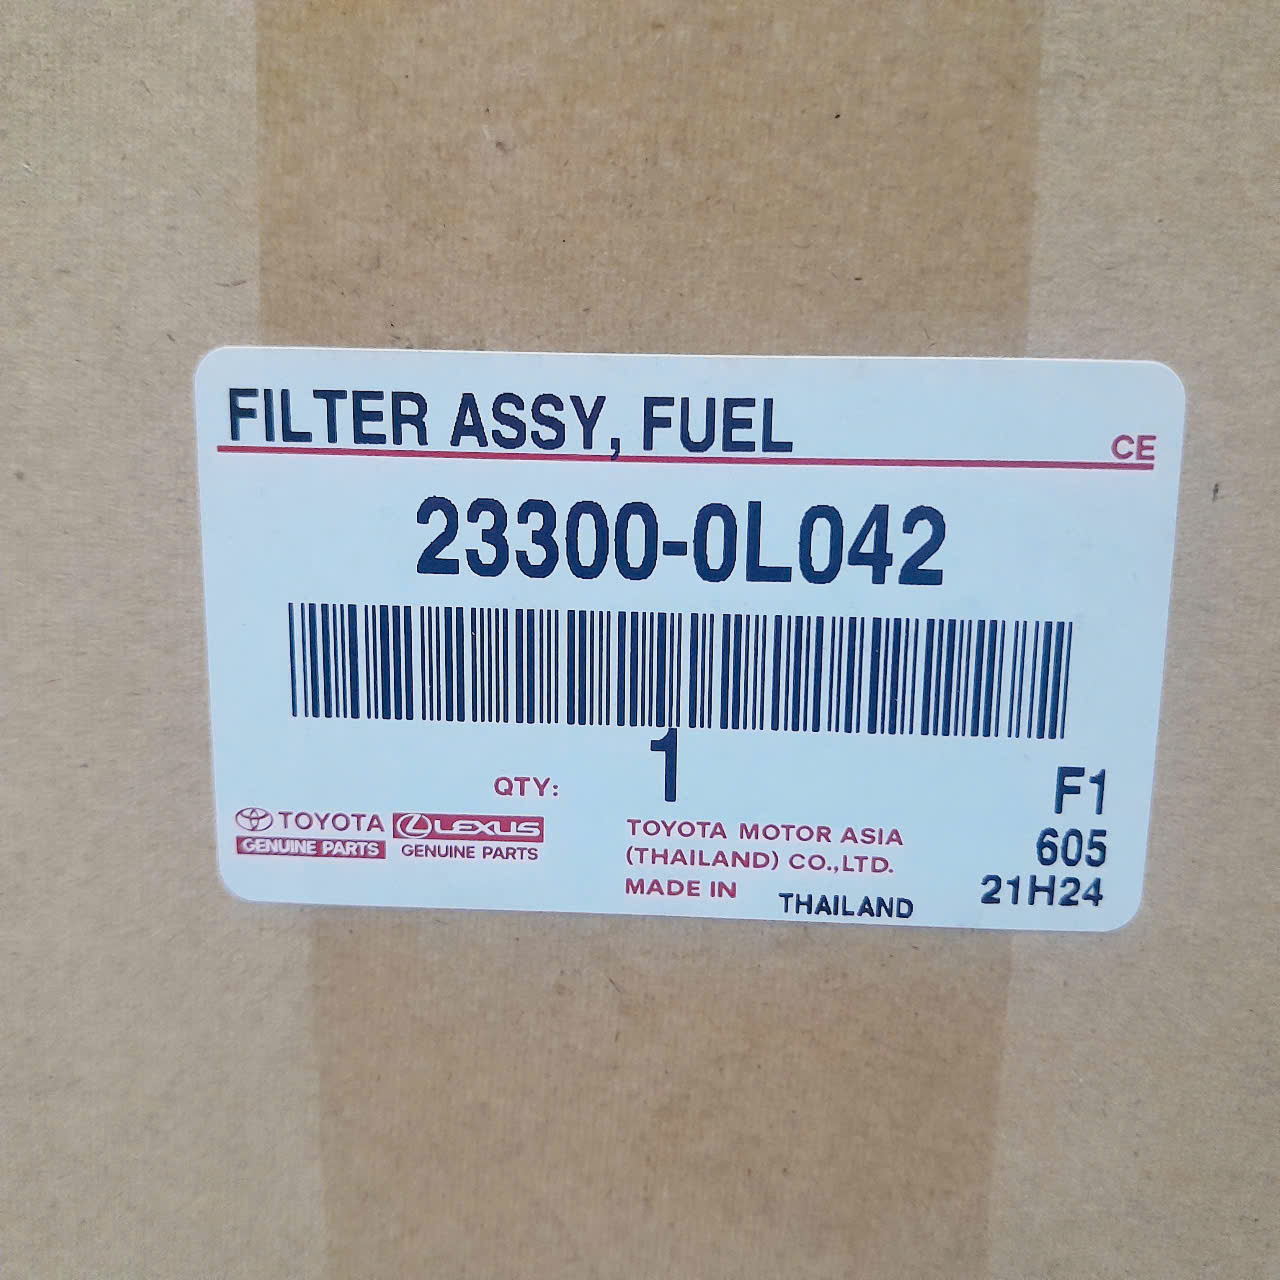 FILTER ASSY, FUEL
CE
23300-0L042
1
QTY:
F1
TOYOTA
LEXUS
TOYOTA MOTOR ASIA
605
GENUINE PARTS
GENUINE PARTS
(THAILAND) CO.,LTD.
MADE IN
THAILAND
21H24